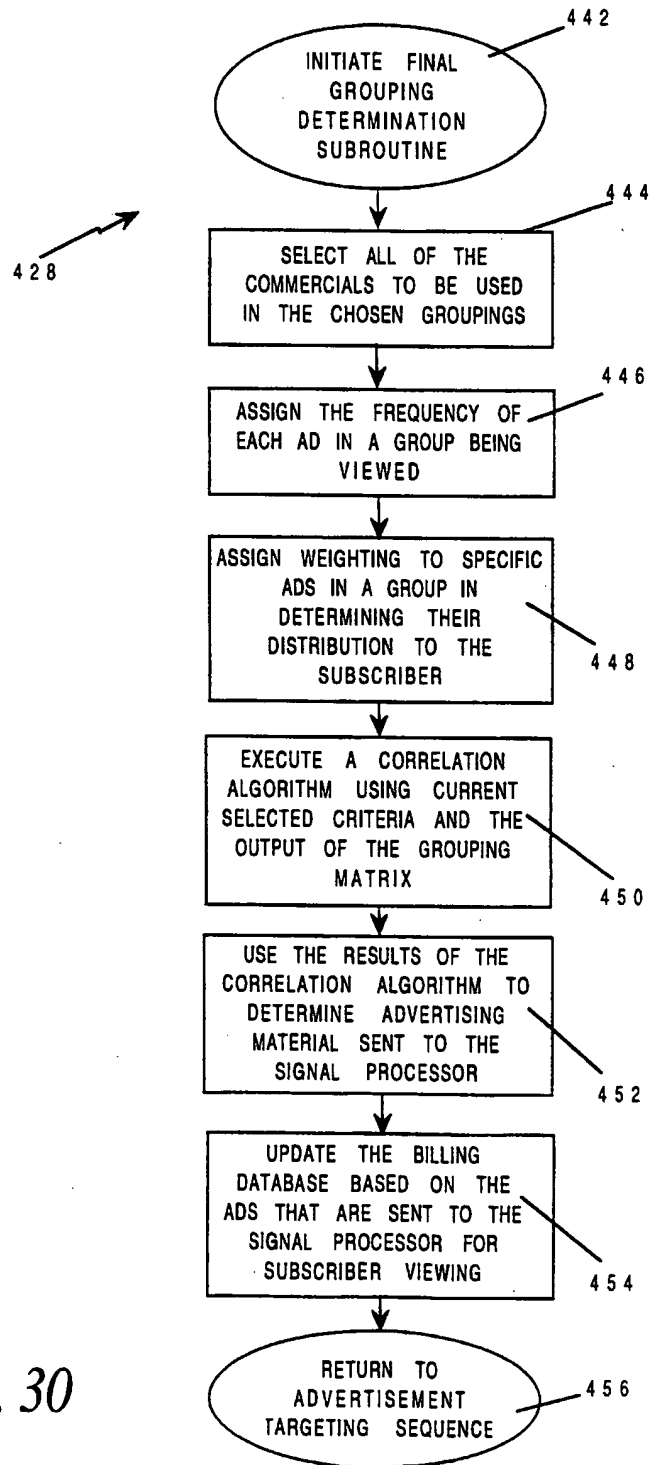 442
INITIATE FINAL
GROUPING
DETERMINATION
SUBROUTINE
444
428
SELECT ALL OF THE
COMMERCIALS TO BE USED
IN THE CHOSEN GROUPINGS
446
ASSIGN THE FREQUENCY OF
EACH AD IN A GROUP BEING
VIEWED
ASSIGN WEIGHTING TO SPECIFIC
ADS IN A GROUP IN
DETERMINING THEIR
DISTRIBUTION TO THE
SUBSCRIBER
448
EXECUTE A CORRELATION
ALGORITHM USING CURRENT
SELECTED CRITERIA AND THE
OUTPUT OF THE GROUPING
MATRIX
450
USE THE RESULTS OF THE
CORRELATION ALGORITHM TO
DETERMINE ADVERTISING
MATERIAL SENT TO THE
SIGNAL PROCESSOR
452
UPDATE THE BILLING
DATABASE BASED ON THE
ADS THAT ARE SENT TO THE
SIGNAL PROCESSOR FOR
SUBSCRIBER VIEWING
454
RETURN TO
ADVERTISEMENT
TARGETING SEQUENCE
456
. 30